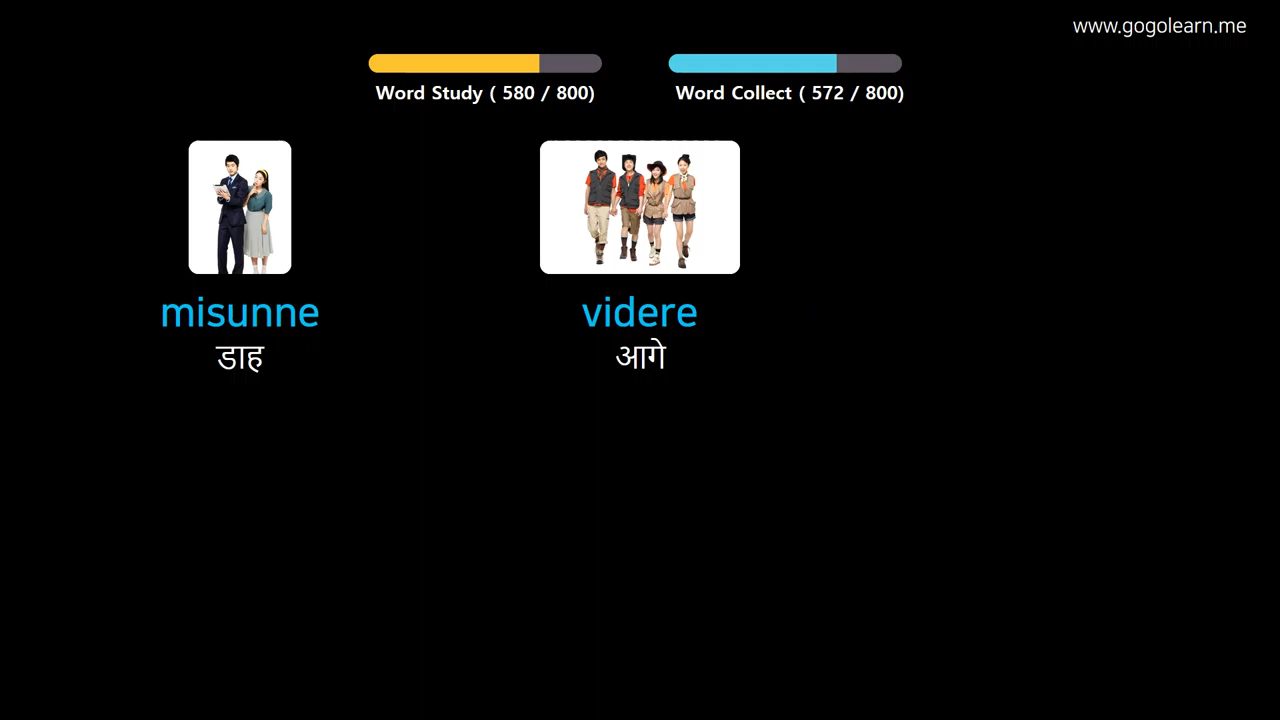 www.gogolearn.me
Word Study ( 580 / 800)
Word Collect ( 572 / 800)
misunne
डाह
videre
आगे